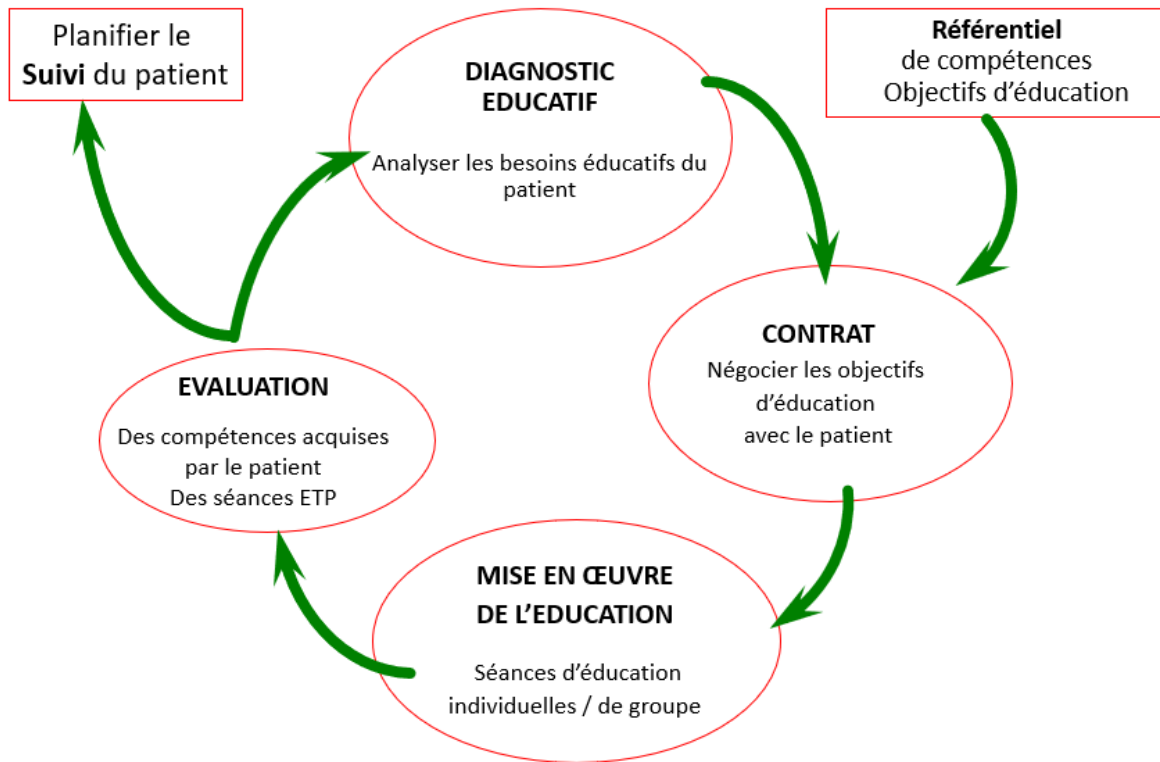 Planifier le
Suivi du patient
DIAGNOSTIC
EDUCATIF
Analyser les besoins éducatifs du
patient
Référentiel
de compétences
Objectifs d’éducation
CONTRAT
Négocier les objectifs
d’éducation
avec le patient
MISE EN ŒUVRE
DE L’EDUCATION
Séances d’éducation
individuelles / de groupe
EVALUATION
Des compétences acquises
par le patient
Des séances ETP